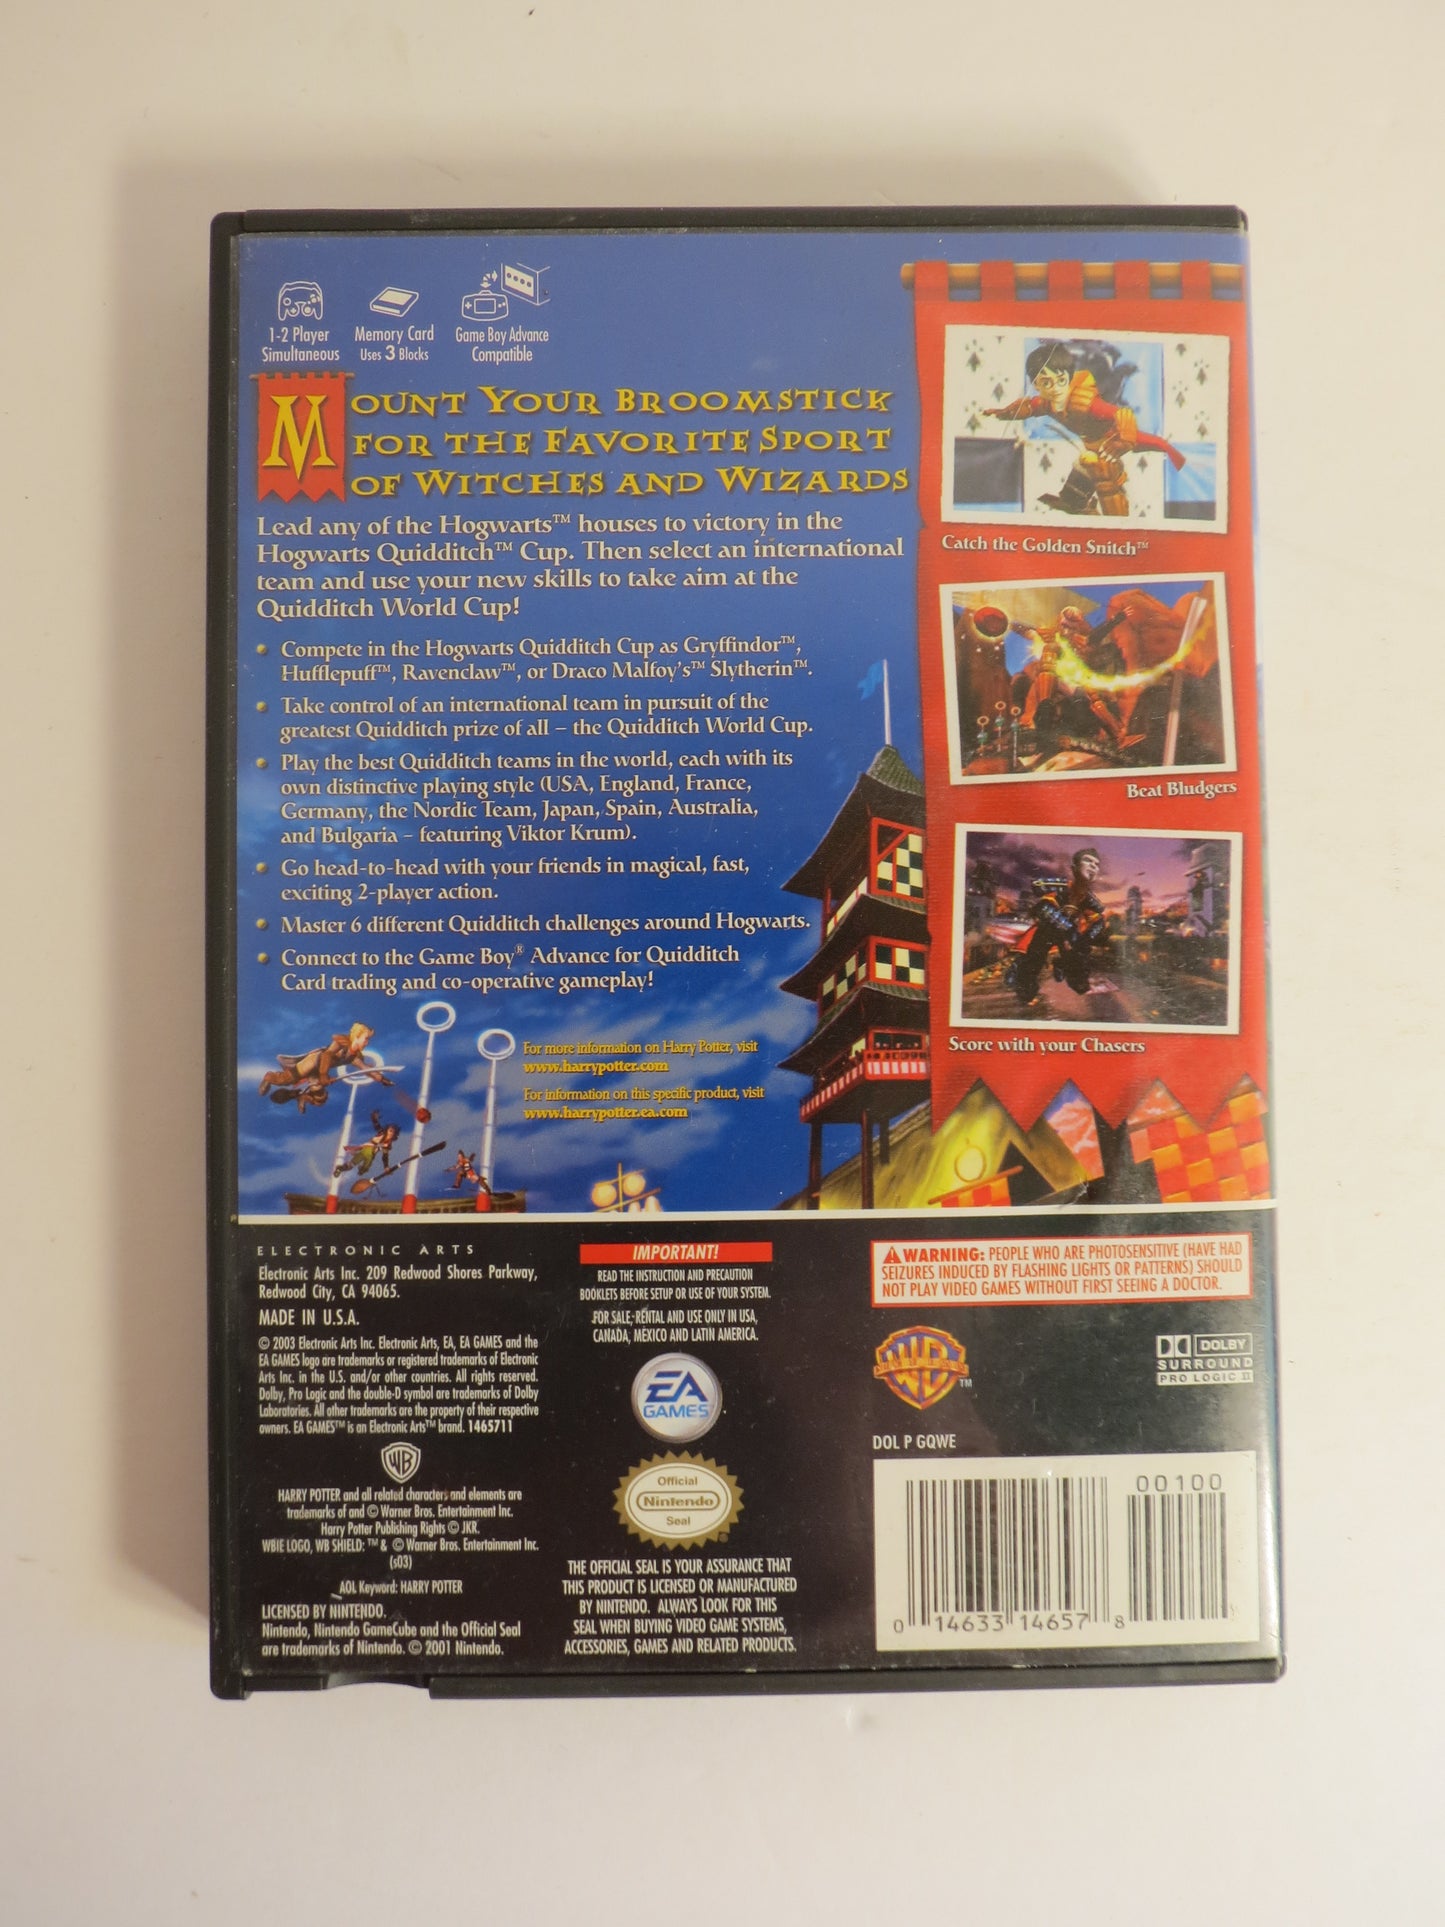 1-2 Player
Simultaneous
Memory Card
Uses 3 Blocks
Game Boy Advance
Compatible
MOUNT YOUR BROOMSTICK
FOR THE FAVORITE SPORT
OF WITCHES AND WIZARDS
Lead any of the Hogwarts™ houses to victory in the
Hogwarts Quidditch™ Cup. Then select an international
team and use your new skills to take aim at the
Quidditch World Cup!
• Compete in the Hogwarts Quidditch Cup as Gryffindor™,
Hufflepuff™, Ravenclaw™, or Draco Malfoy's™ Slytherin™.
• Take control of an international team in pursuit of the
greatest Quidditch prize of all – the Quidditch World Cup.
• Play the best Quidditch teams in the world, each with its
own distinctive playing style (USA, England, France,
Germany, the Nordic Team, Japan, Spain, Australia,
and Bulgaria – featuring Viktor Krum).
• Go head-to-head with your friends in magical, fast,
exciting 2-player action.
• Master 6 different Quidditch challenges around Hogwarts.
• Connect to the Game Boy® Advance for Quidditch
Card trading and co-operative gameplay!
For more information on Harry Potter, visit
www.harrypotter.com
For information on this specific product, visit
www.harrypotter.ea.com
Catch the Golden Snitch™
Beat Bludgers
Score with your Chasers
ELECTRONIC ARTS
Electronic Arts Inc. 209 Redwood Shores Parkway,
Redwood City, CA 94065.
MADE IN U.S.A.
© 2003 Electronic Arts Inc. Electronic Arts, EA, EA GAMES and the
EA GAMES logo are trademarks or registered trademarks of Electronic
Arts Inc. in the U.S. and/or other countries. All rights reserved.
Dolby, Pro Logic and the double-D symbol are trademarks of Dolby
Laboratories. All other trademarks are the property of their respective
owners. EA GAMES™ is an Electronic Arts™ brand. 1465711
WB
HARRY POTTER and all related characters and elements are
trademarks of and © Warner Bros. Entertainment Inc.
Harry Potter Publishing Rights © JKR.
WBIE LOGO, WB SHIELD: ™ & © Warner Bros. Entertainment Inc.
(s03)
AOL Keyword: HARRY POTTER
LICENSED BY NINTENDO.
Nintendo, Nintendo GameCube and the Official Seal
are trademarks of Nintendo. © 2001 Nintendo.
IMPORTANT!
READ THE INSTRUCTION AND PRECAUTION
BOOKLETS BEFORE SETUP OR USE OF YOUR SYSTEM.
FOR SALE, RENTAL AND USE ONLY IN USA,
CANADA, MEXICO AND LATIN AMERICA.
EA
GAMES
Official
Nintendo
Seal
THE OFFICIAL SEAL IS YOUR ASSURANCE THAT
THIS PRODUCT IS LICENSED OR MANUFACTURED
BY NINTENDO. ALWAYS LOOK FOR THIS
SEAL WHEN BUYING VIDEO GAME SYSTEMS,
ACCESSORIES, GAMES AND RELATED PRODUCTS.
WARNING: PEOPLE WHO ARE PHOTOSENSITIVE (HAVE HAD
SEIZURES INDUCED BY FLASHING LIGHTS OR PATTERNS) SHOULD
NOT PLAY VIDEO GAMES WITHOUT FIRST SEEING A DOCTOR.
WB™
DOLBY
SURROUND
PRO LOGIC II
DOL P GQWE
00100
0 14633 14657 8